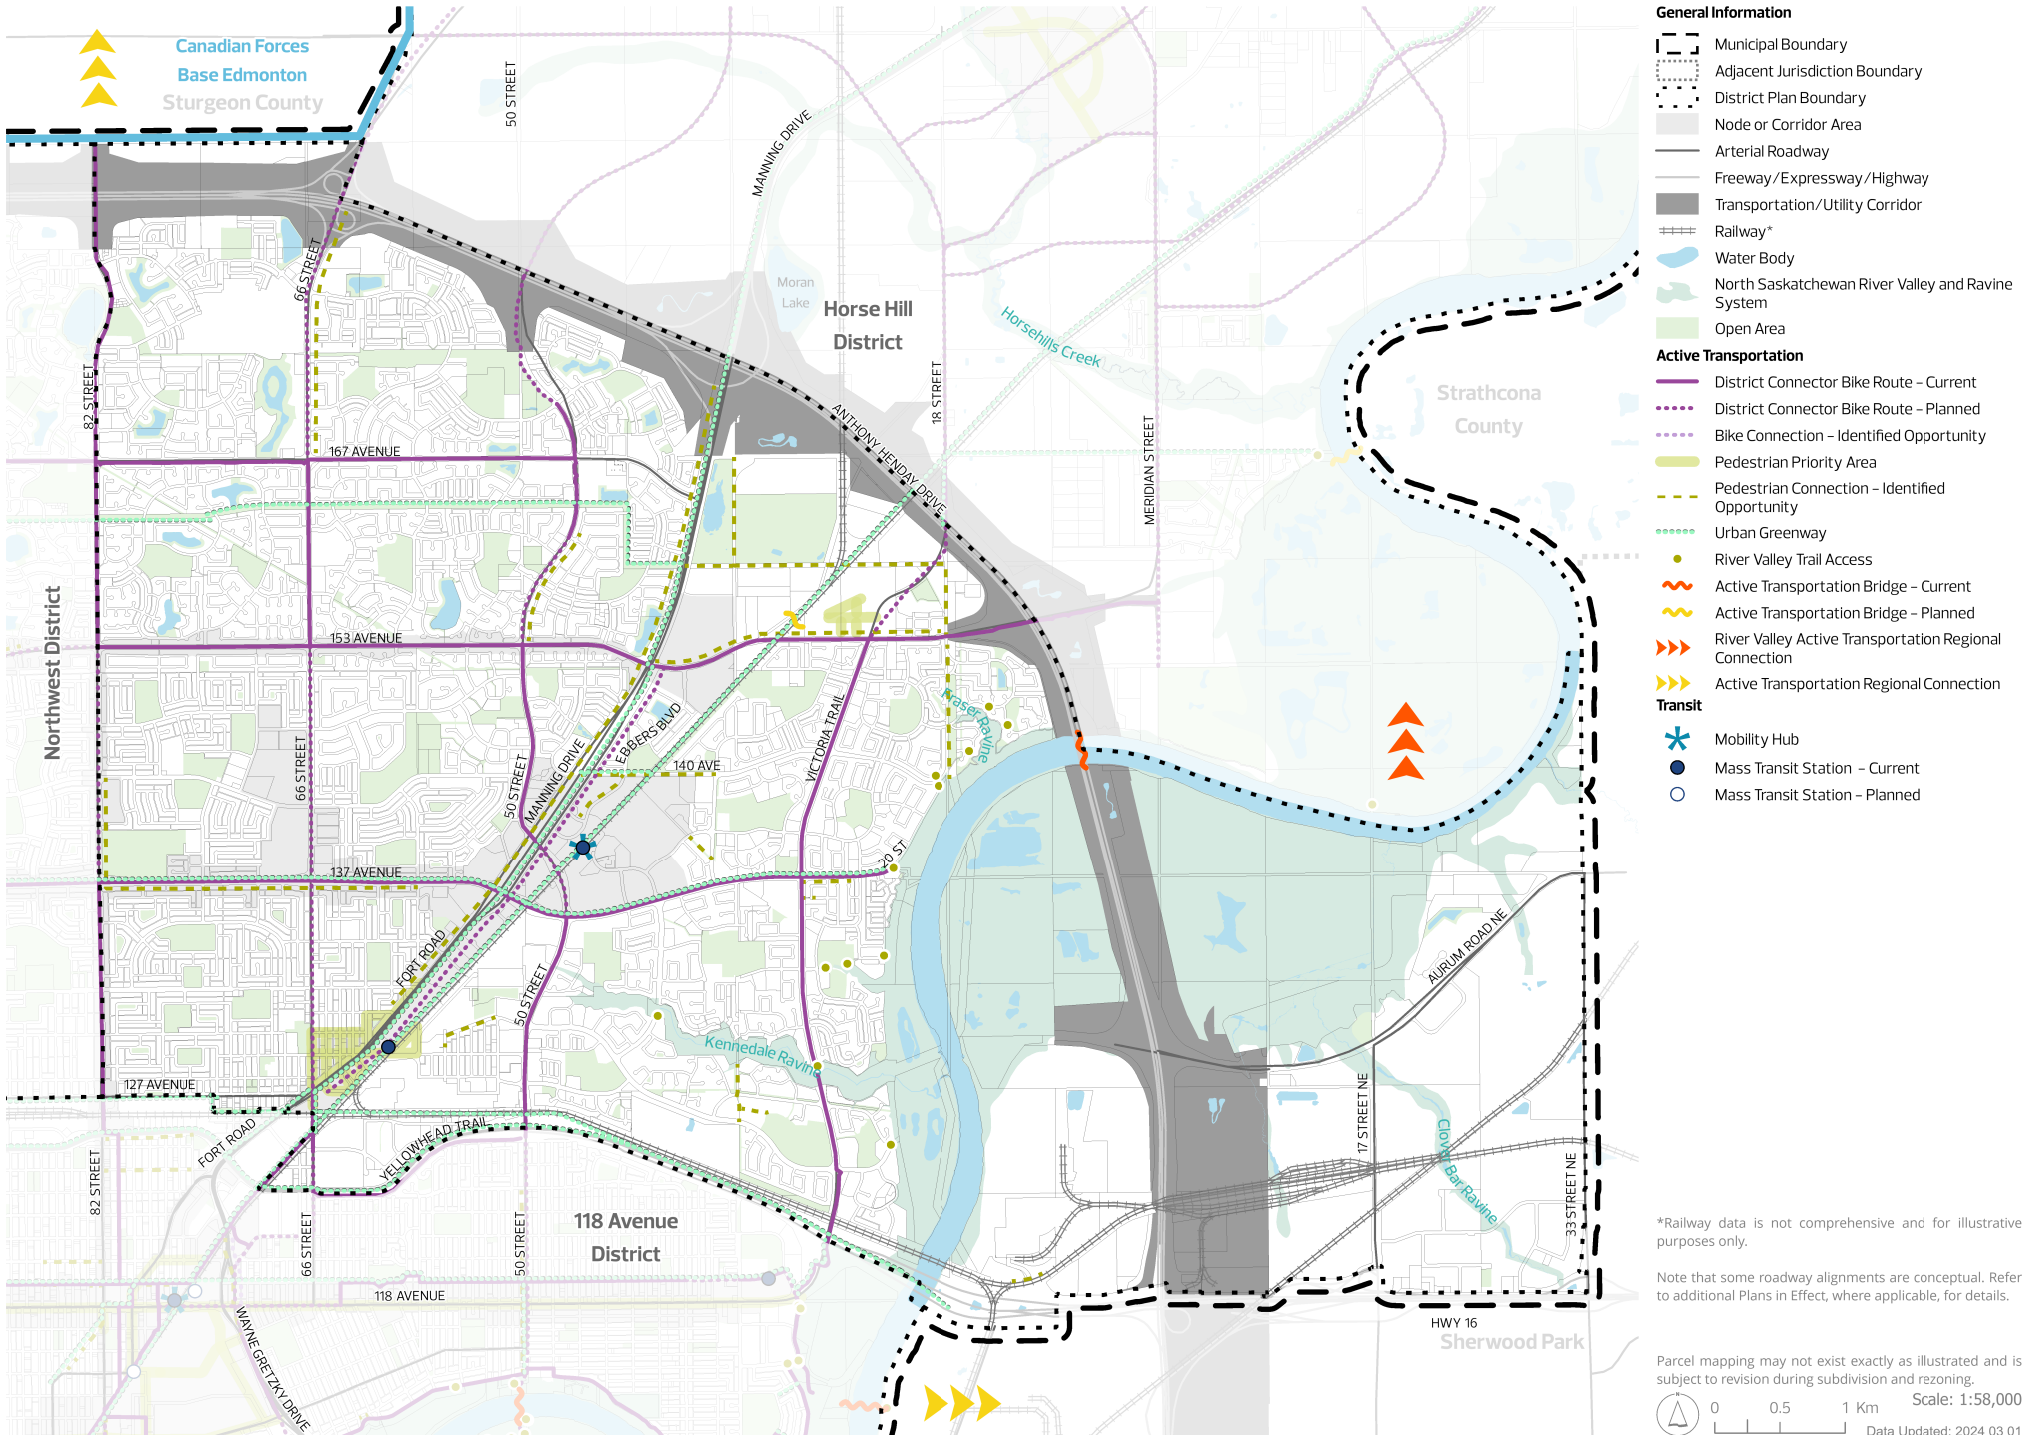 Canadian Forces
Base Edmonton
Sturgeon County
50 STREET
MANNING DRIVE
66 STREET
Moran
Lake
Horse Hill
District
Horsehills Creek
Strathcona
County
82 STREET
18 STREET
ANTHONY HENDAY DRIVE
MERIDIAN STREET
167 AVENUE
Northwest District
153 AVENUE
Fraser Ravine
EBBERS BLVD
VICTORIA TRAIL
66 STREET
50 STREET
MANNING DRIVE
140 AVE
20 ST
137 AVENUE
FORT ROAD
AURUM ROAD NE
50 STREET
Kennedale Ravine
127 AVENUE
FORT ROAD
YELLOWHEAD TRAIL
17 STREET NE
Clover Bar Ravine
33 STREET NE
82 STREET
66 STREET
50 STREET
118 Avenue
District
118 AVENUE
WAYNE GRETZKY DRIVE
HWY 16
Sherwood Park
General Information
Municipal Boundary
Adjacent Jurisdiction Boundary
District Plan Boundary
Node or Corridor Area
Arterial Roadway
Freeway/Expressway/Highway
Transportation/Utility Corridor
Railway*
Water Body
North Saskatchewan River Valley and Ravine
System
Open Area
Active Transportation
District Connector Bike Route – Current
District Connector Bike Route – Planned
Bike Connection – Identified Opportunity
Pedestrian Priority Area
Pedestrian Connection – Identified
Opportunity
Urban Greenway
River Valley Trail Access
Active Transportation Bridge – Current
Active Transportation Bridge – Planned
River Valley Active Transportation Regional
Connection
Active Transportation Regional Connection
Transit
Mobility Hub
Mass Transit Station – Current
Mass Transit Station – Planned
*Railway data is not comprehensive and for illustrative
purposes only.
Note that some roadway alignments are conceptual. Refer
to additional Plans in Effect, where applicable, for details.
Parcel mapping may not exist exactly as illustrated and is
subject to revision during subdivision and rezoning.
Scale: 1:58,000
N
0 0.5 1 Km
Data Updated: 2024 03 01